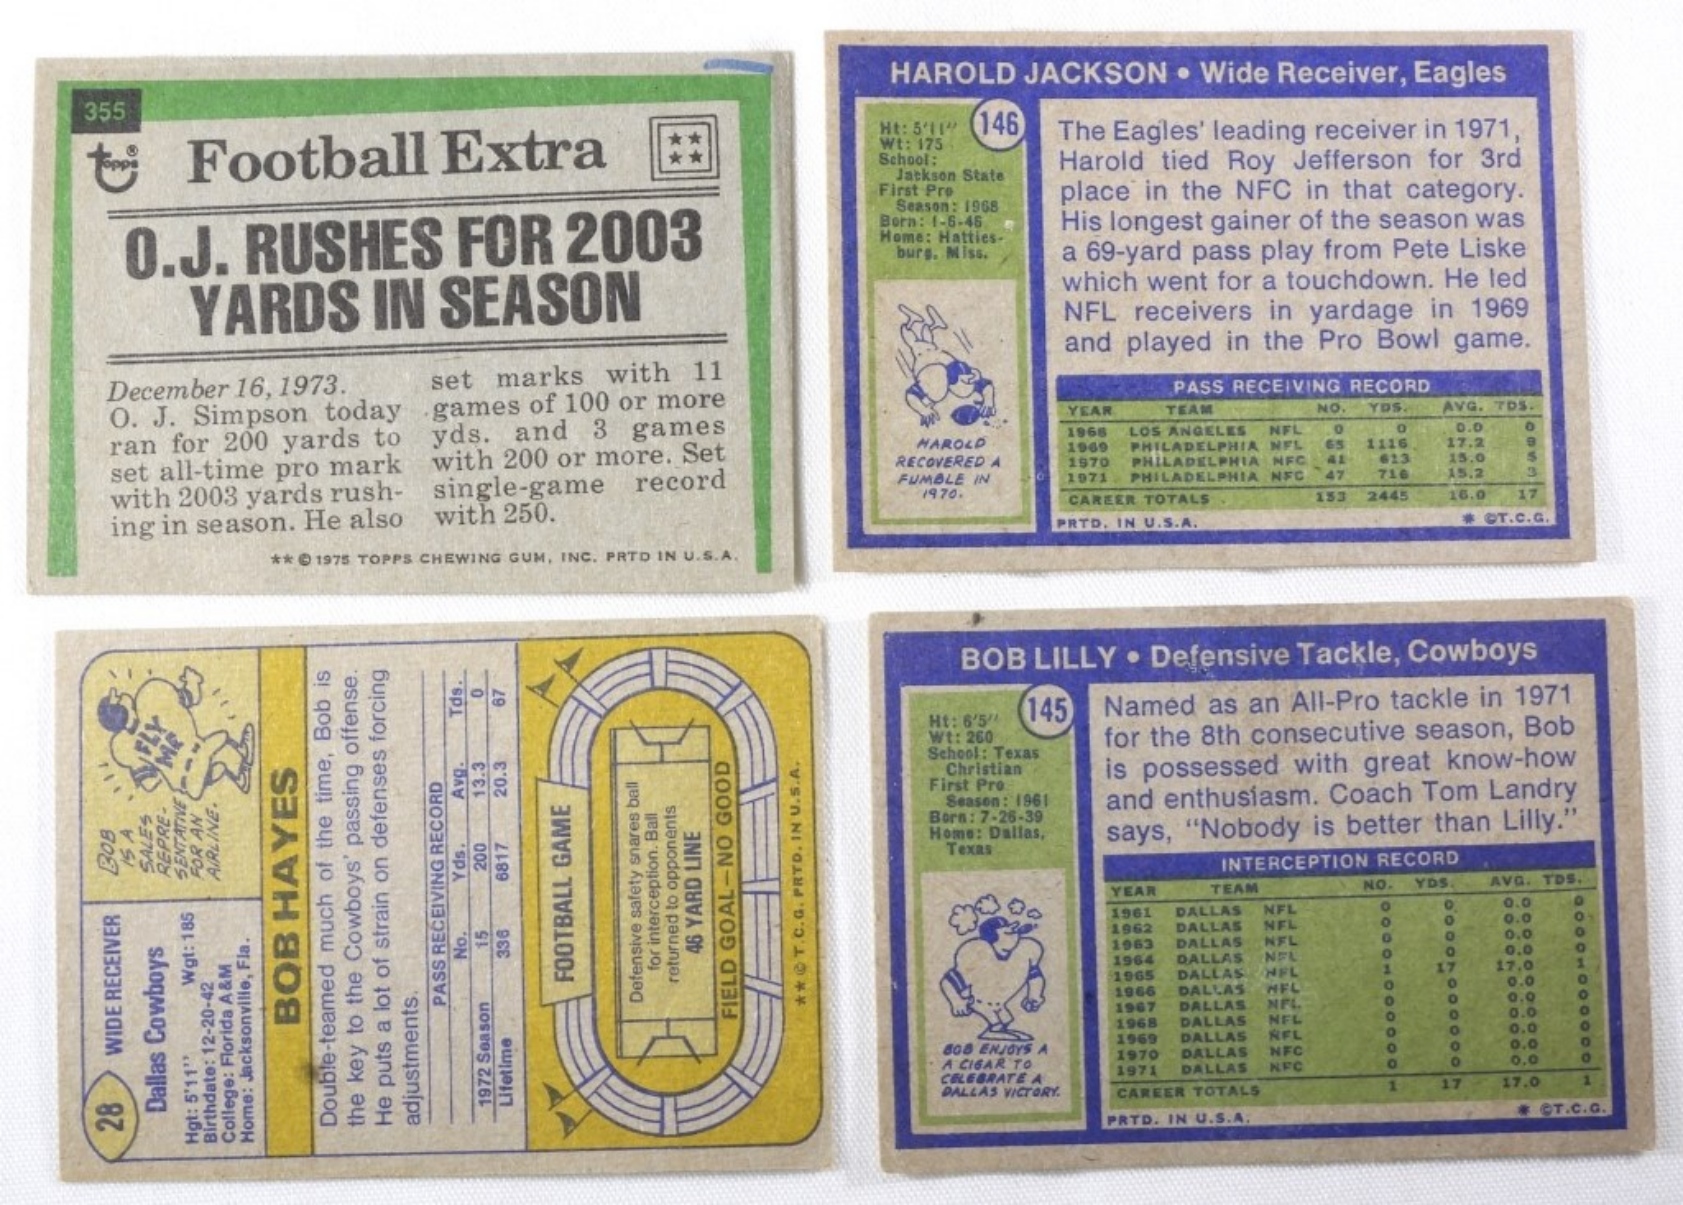 355
topps®
Football Extra
O.J. RUSHES FOR 2003
YARDS IN SEASON
December 16, 1973.
O. J. Simpson today
ran for 200 yards to
set all-time pro mark
with 2003 yards rush-
ing in season. He also
set marks with 11
games of 100 or more
yds. and 3 games
with 200 or more. Set
single-game record
with 250.
** © 1975 TOPPS CHEWING GUM, INC. PRTD IN U.S.A.
HAROLD JACKSON • Wide Receiver, Eagles
146
Ht: 5'11"
Wt: 175
School:
Jackson State
First Pro
Season: 1968
Born: 1-6-46
Home: Hatties-
burg, Miss.
HAROLD
RECOVERED A
FUMBLE IN
1970.
The Eagles' leading receiver in 1971,
Harold tied Roy Jefferson for 3rd
place in the NFC in that category.
His longest gainer of the season was
a 69-yard pass play from Pete Liske
which went for a touchdown. He led
NFL receivers in yardage in 1969
and played in the Pro Bowl game.
PASS RECEIVING RECORD
YEAR TEAM NO. YDS. AVG. TDS.
1968 LOS ANGELES NFL 0 0 0.0 0
1969 PHILADELPHIA NFL 65 1116 17.2 9
1970 PHILADELPHIA NFC 41 613 15.0 5
1971 PHILADELPHIA NFC 47 716 15.2 3
CAREER TOTALS 153 2445 16.0 17
PRTD. IN U.S.A. * ©T.C.G.
28
WIDE RECEIVER
Dallas Cowboys
Hgt: 5'11" Wgt: 185
Birthdate: 12-20-42
College: Florida A&M
Home: Jacksonville, Fla.
BOB
IS A
SALES
REPRE-
SENTATIVE
FOR AN
AIRLINE.
FLY
ME
BOB HAYES
Double-teamed much of the time, Bob is
the key to the Cowboys' passing offense.
He puts a lot of strain on defenses forcing
adjustments.
PASS RECEIVING RECORD
No. Yds. Avg. Tds.
1972 Season 15 200 13.3 0
Lifetime 336 6817 20.3 67
FOOTBALL GAME
Defensive safety snares ball
for interception. Ball
returned to opponents
46 YARD LINE
FIELD GOAL—NO GOOD
** © T.C.G. PRTD. IN U.S.A.
BOB LILLY • Defensive Tackle, Cowboys
145
Ht: 6'5"
Wt: 260
School: Texas
Christian
First Pro
Season: 1961
Born: 7-26-39
Home: Dallas,
Texas
BOB ENJOYS A
A CIGAR TO
CELEBRATE A
DALLAS VICTORY.
Named as an All-Pro tackle in 1971
for the 8th consecutive season, Bob
is possessed with great know-how
and enthusiasm. Coach Tom Landry
says, "Nobody is better than Lilly."
INTERCEPTION RECORD
YEAR TEAM NO. YDS. AVG. TDS.
1961 DALLAS NFL 0 0 0.0 0
1962 DALLAS NFL 0 0 0.0 0
1963 DALLAS NFL 0 0 0.0 0
1964 DALLAS NFL 0 0 0.0 0
1965 DALLAS NFL 1 17 17.0 1
1966 DALLAS NFL 0 0 0.0 0
1967 DALLAS NFL 0 0 0.0 0
1968 DALLAS NFL 0 0 0.0 0
1969 DALLAS NFL 0 0 0.0 0
1970 DALLAS NFC 0 0 0.0 0
1971 DALLAS NFC 0 0 0.0 0
CAREER TOTALS 1 17 17.0 1
PRTD. IN U.S.A. * ©T.C.G.